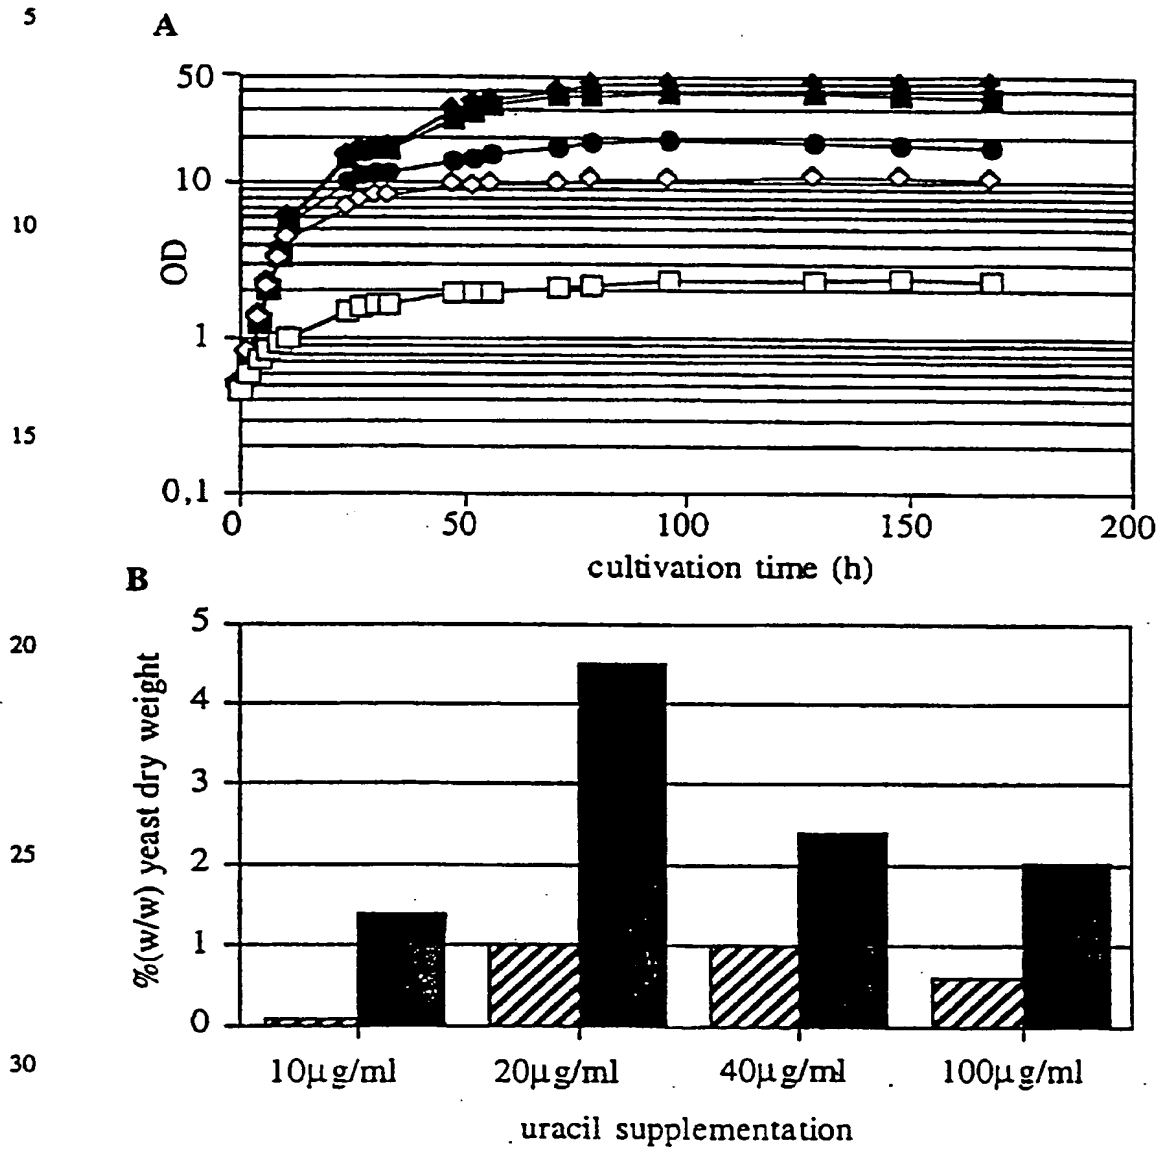 5
A
50
10
10
OD
1
15
0,1
0 50 100 150 200
cultivation time (h)
B
5
20
4
%(w/w) yeast dry weight
3
25
2
1
0
30
10μg/ml 20μg/ml 40μg/ml 100μg/ml
uracil supplementation